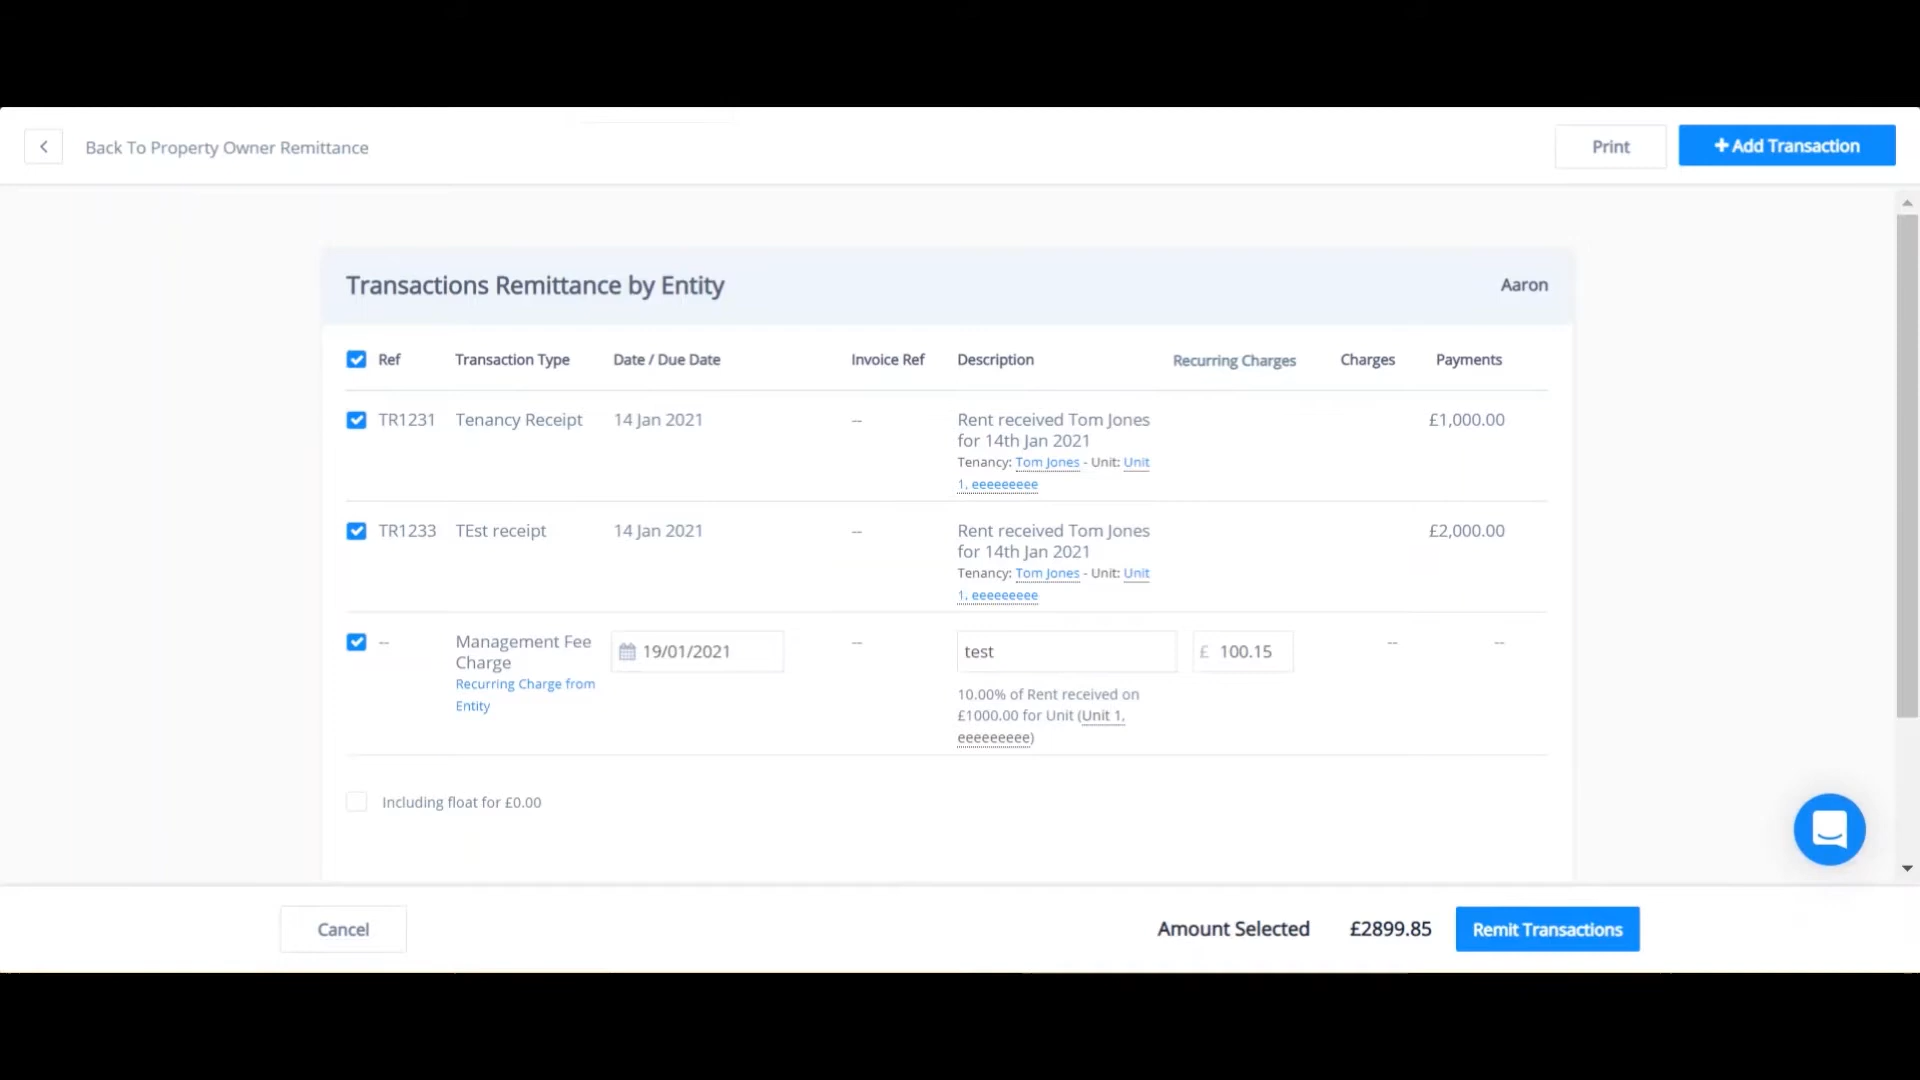 Back To Property Owner Remittance
Print
+ Add Transaction
Transactions Remittance by Entity
Aaron
Ref Transaction Type Date / Due Date Invoice Ref Description Recurring Charges Charges Payments
TR1231 Tenancy Receipt 14 Jan 2021 -- Rent received Tom Jones £1,000.00
for 14th Jan 2021
Tenancy: Tom Jones - Unit: Unit
1, eeeeeeeee
TR1233 TEst receipt 14 Jan 2021 -- Rent received Tom Jones £2,000.00
for 14th Jan 2021
Tenancy: Tom Jones - Unit: Unit
1, eeeeeeeee
-- Management Fee 19/01/2021 -- test £ 100.15 -- --
Charge
Recurring Charge from
Entity
10.00% of Rent received on
£1000.00 for Unit (Unit 1,
eeeeeeeee)
Including float for £0.00
Cancel
Amount Selected £2899.85
Remit Transactions